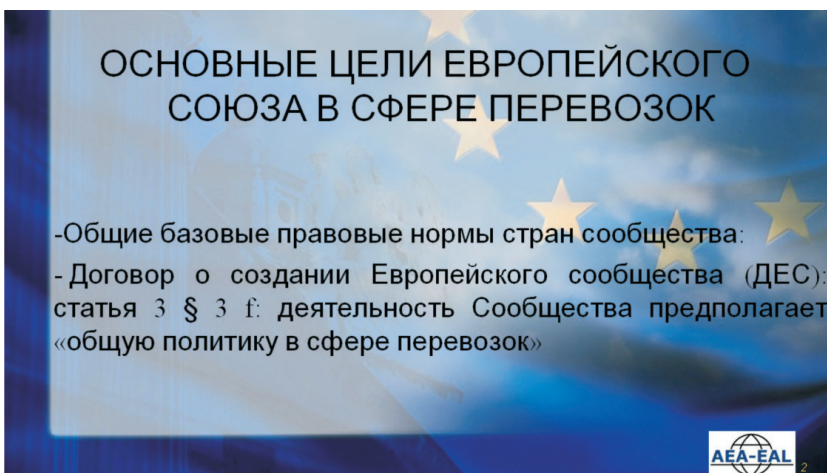 ОСНОВНЫЕ ЦЕЛИ ЕВРОПЕЙСКОГО
СОЮЗА В СФЕРЕ ПЕРЕВОЗОК
-Общие базовые правовые нормы стран сообщества:
- Договор о создании Европейского сообщества (ДЕС):
статья 3 § 3 f: деятельность Сообщества предполагает
«общую политику в сфере перевозок»
AEA-EAL
2